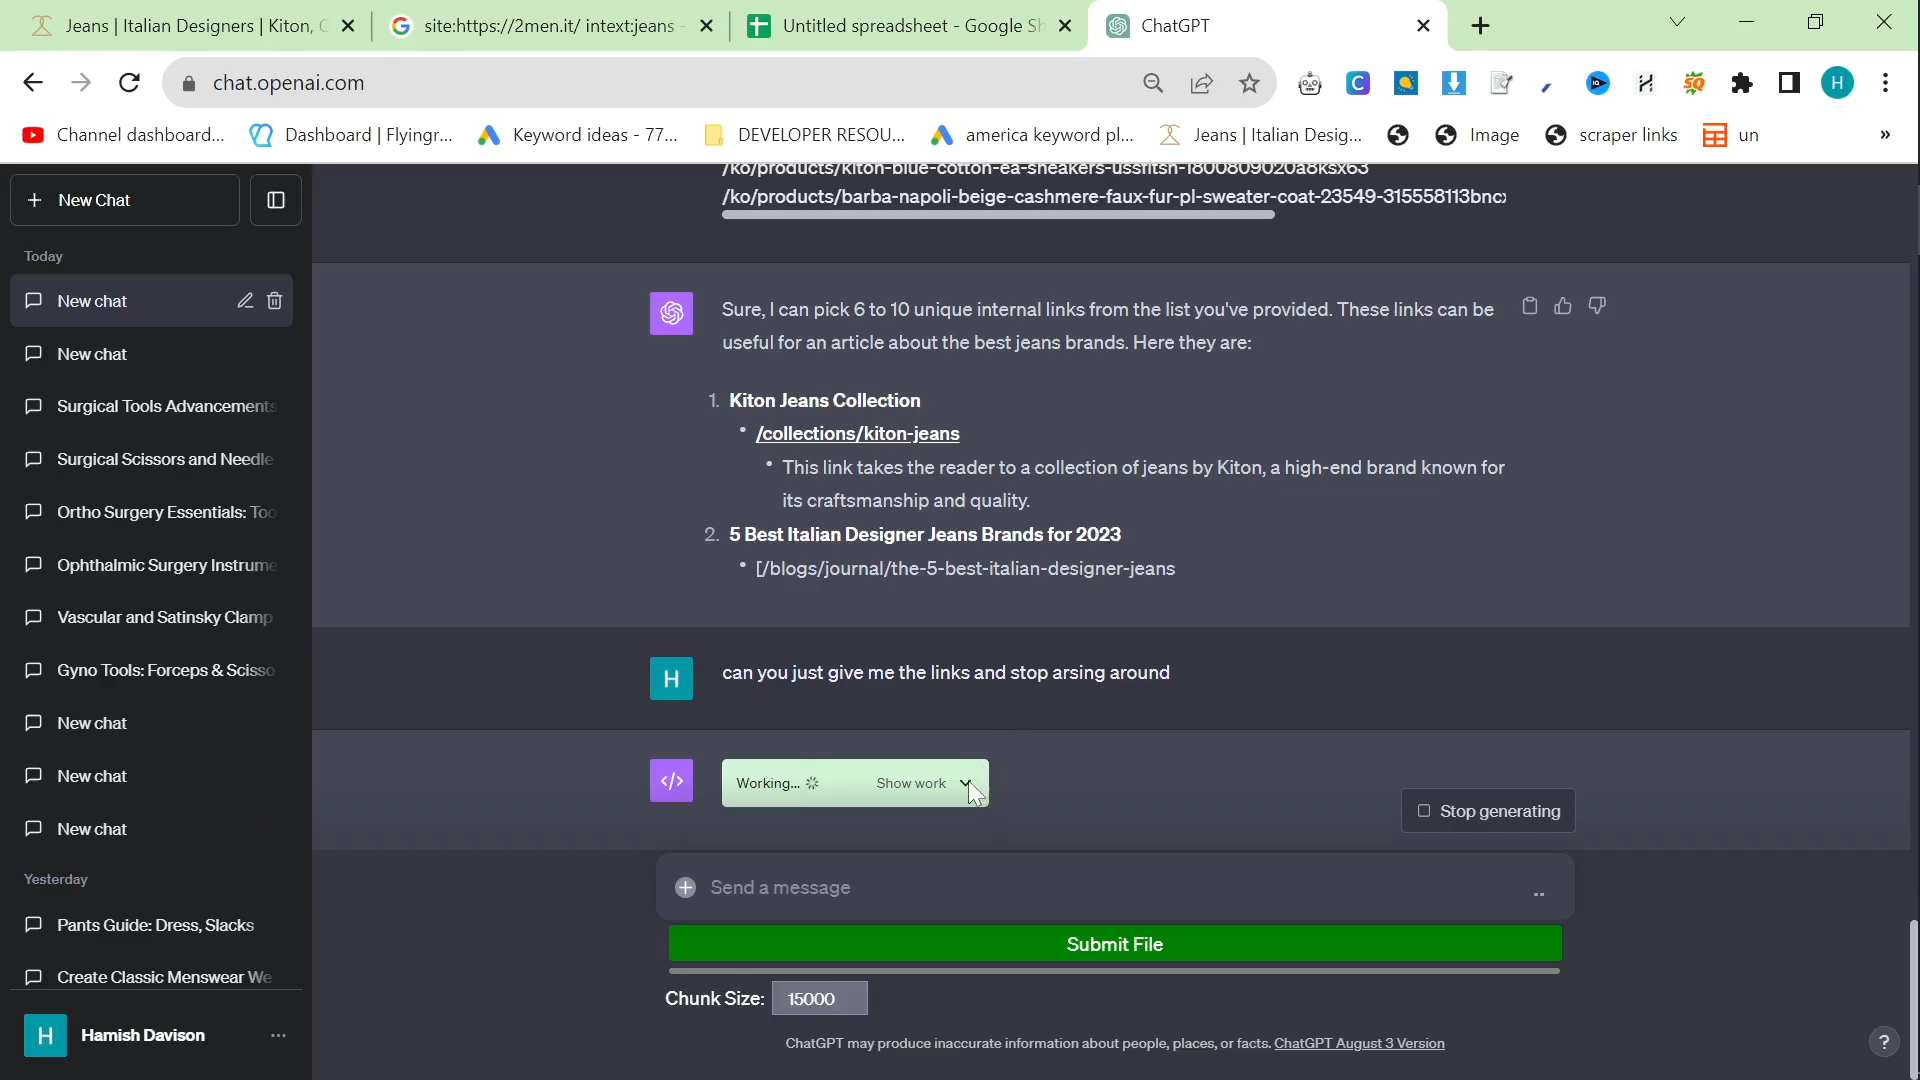 Jeans | Italian Designers | Kiton, C
site:https://2men.it/ intext:jeans -
Untitled spreadsheet - Google Sh
ChatGPT
chat.openai.com
H
Channel dashboard...
Dashboard | Flyingr...
Keyword ideas - 77...
DEVELOPER RESOU...
america keyword pl...
Jeans | Italian Desig...
Image
scraper links
un
»
New Chat
/ko/products/kiton-blue-cotton-ea-sneakers-ussfitsh-i800809020a8ksx63
/ko/products/barba-napoli-beige-cashmere-faux-fur-pl-sweater-coat-23549-315558113bncx
Today
New chat
New chat
Surgical Tools Advancements
Surgical Scissors and Needle
Ortho Surgery Essentials: Too
Ophthalmic Surgery Instrume
Vascular and Satinsky Clamp
Gyno Tools: Forceps & Scisso
New chat
New chat
New chat
Yesterday
Pants Guide: Dress, Slacks
Create Classic Menswear We
H
Hamish Davison
Sure, I can pick 6 to 10 unique internal links from the list you've provided. These links can be
useful for an article about the best jeans brands. Here they are:
1. Kiton Jeans Collection
• /collections/kiton-jeans
• This link takes the reader to a collection of jeans by Kiton, a high-end brand known for
its craftsmanship and quality.
2. 5 Best Italian Designer Jeans Brands for 2023
• [/blogs/journal/the-5-best-italian-designer-jeans
H
can you just give me the links and stop arsing around
Working...
Show work
Stop generating
Send a message
Submit File
Chunk Size: 15000
ChatGPT may produce inaccurate information about people, places, or facts. ChatGPT August 3 Version
?